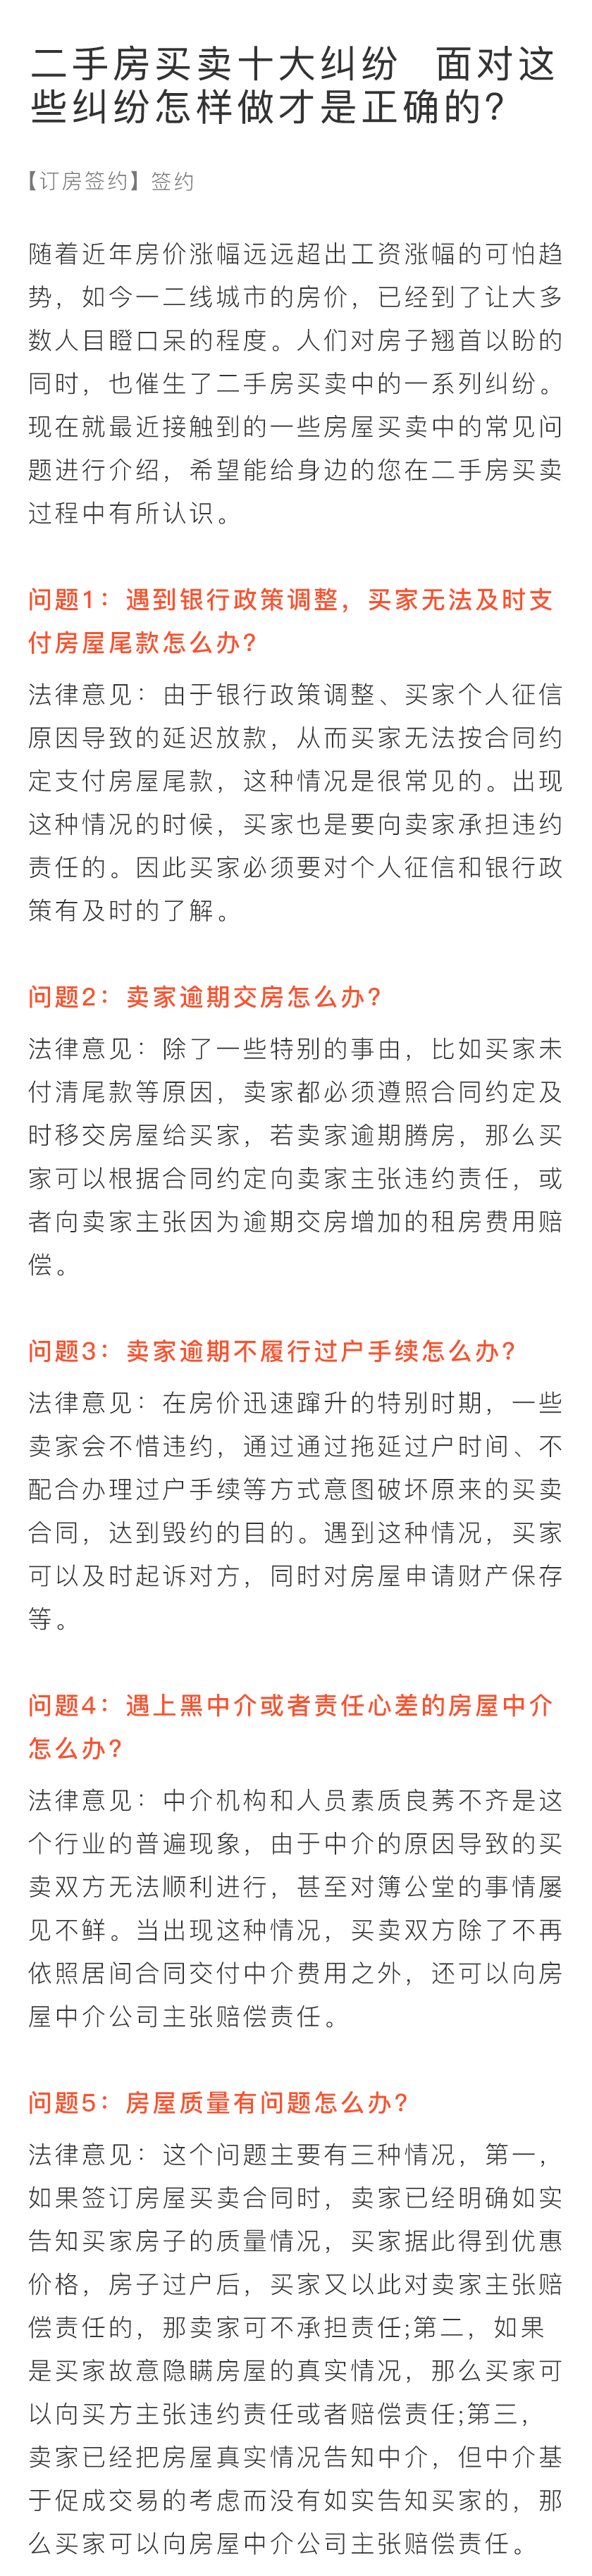 二手房买卖十大纠纷 面对这
些纠纷怎样做才是正确的?
【订房签约】签约
随着近年房价涨幅远远超出工资涨幅的可怕趋
势，如今一二线城市的房价，已经到了让大多
数人目瞪口呆的程度。人们对房子翘首以盼的
同时，也催生了二手房买卖中的一系列纠纷。
现在就最近接触到的一些房屋买卖中的常见问
题进行介绍，希望能给身边的您在二手房买卖
过程中有所认识。
问题1：遇到银行政策调整，买家无法及时支
付房屋尾款怎么办?
法律意见：由于银行政策调整、买家个人征信
原因导致的延迟放款，从而买家无法按合同约
定支付房屋尾款，这种情况是很常见的。出现
这种情况的时候，买家也是要向卖家承担违约
责任的。因此买家必须要对个人征信和银行政
策有及时的了解。
问题2：卖家逾期交房怎么办?
法律意见：除了一些特别的事由，比如买家未
付清尾款等原因，卖家都必须遵照合同约定及
时移交房屋给买家，若卖家逾期腾房，那么买
家可以根据合同约定向卖家主张违约责任，或
者向卖家主张因为逾期交房增加的租房费用赔
偿。
问题3：卖家逾期不履行过户手续怎么办?
法律意见：在房价迅速蹿升的特别时期，一些
卖家会不惜违约，通过通过拖延过户时间、不
配合办理过户手续等方式意图破坏原来的买卖
合同，达到毁约的目的。遇到这种情况，买家
可以及时起诉对方，同时对房屋申请财产保存
等。
问题4：遇上黑中介或者责任心差的房屋中介
怎么办?
法律意见：中介机构和人员素质良莠不齐是这
个行业的普遍现象，由于中介的原因导致的买
卖双方无法顺利进行，甚至对簿公堂的事情屡
见不鲜。当出现这种情况，买卖双方除了不再
依照居间合同交付中介费用之外，还可以向房
屋中介公司主张赔偿责任。
问题5：房屋质量有问题怎么办?
法律意见：这个问题主要有三种情况，第一，
如果签订房屋买卖合同时，卖家已经明确如实
告知买家房子的质量情况，买家据此得到优惠
价格，房子过户后，买家又以此对卖家主张赔
偿责任的，那卖家可不承担责任;第二，如果
是买家故意隐瞒房屋的真实情况，那么买家可
以向买方主张违约责任或者赔偿责任;第三，
卖家已经把房屋真实情况告知中介，但中介基
于促成交易的考虑而没有如实告知买家的，那
么买家可以向房屋中介公司主张赔偿责任。